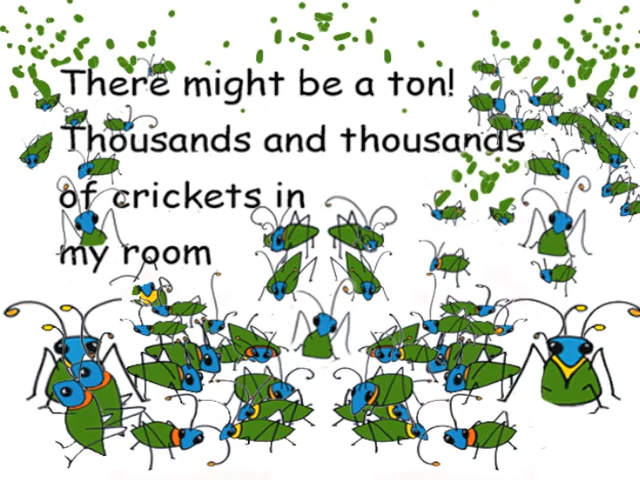 There might be a ton!
Thousands and thousands
of crickets in
my room